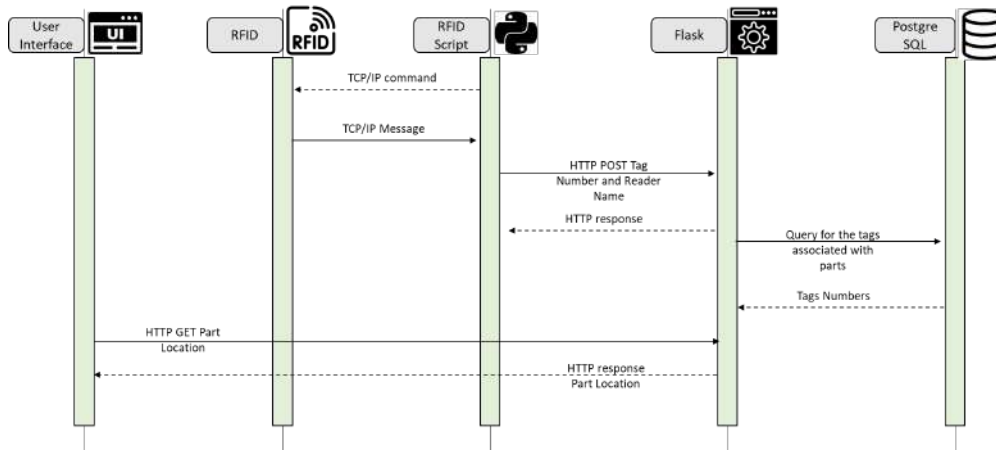 User
Interface
UI
RFID
RFID
RFID
Script
Flask
Postgre
SQL
TCP/IP command
TCP/IP Message
HTTP POST Tag
Number and Reader
Name
HTTP response
Query for the tags
associated with
parts
Tags Numbers
HTTP GET Part
Location
HTTP response
Part Location